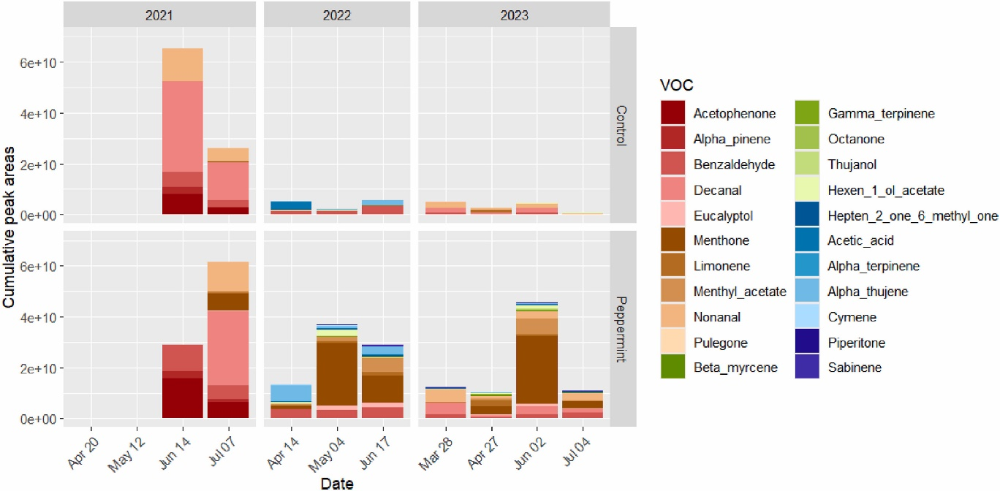 2021 2022 2023
Cumulative peak areas
6e+10
4e+10
2e+10
0e+00
Control
6e+10
4e+10
2e+10
0e+00
Peppermint
Apr 20 May 12 Jun 14 Jul 07 Apr 14 May 04 Jun 17 Mar 28 Apr 27 Jun 02 Jul 04
Date
VOC
Acetophenone Gamma_terpinene
Alpha_pinene Octanone
Benzaldehyde Thujanol
Decanal Hexen_1_ol_acetate
Eucalyptol Hepten_2_one_6_methyl_one
Menthone Acetic_acid
Limonene Alpha_terpinene
Menthyl_acetate Alpha_thujene
Nonanal Cymene
Pulegone Piperitone
Beta_myrcene Sabinene